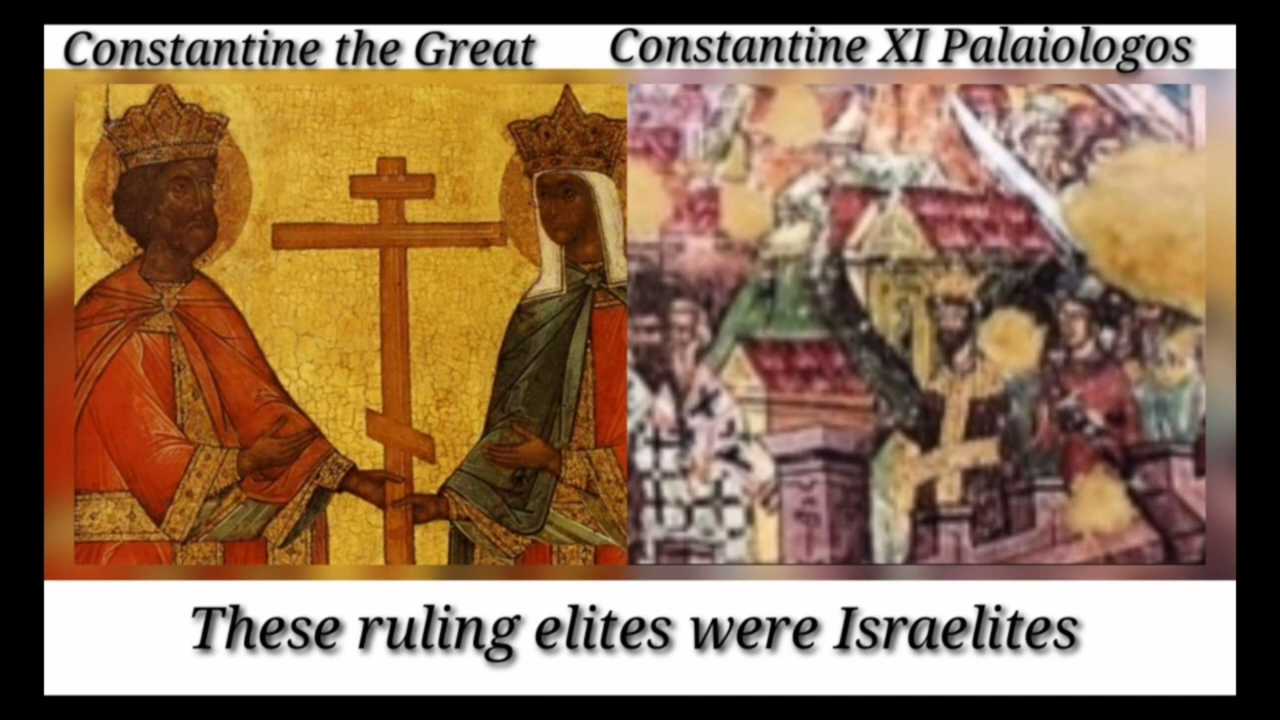 Constantine the Great
Constantine XI Palaiologos
These ruling elites were Israelites